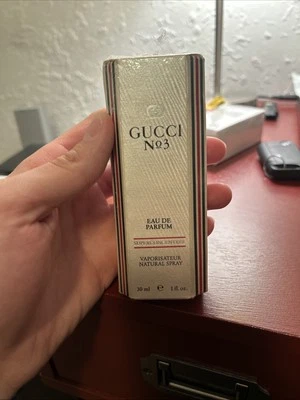 GUCCI
No3
EAU DE
PARFUM
VAPORISATEUR
NATURAL SPRAY
30 ml e 1 fl.oz.